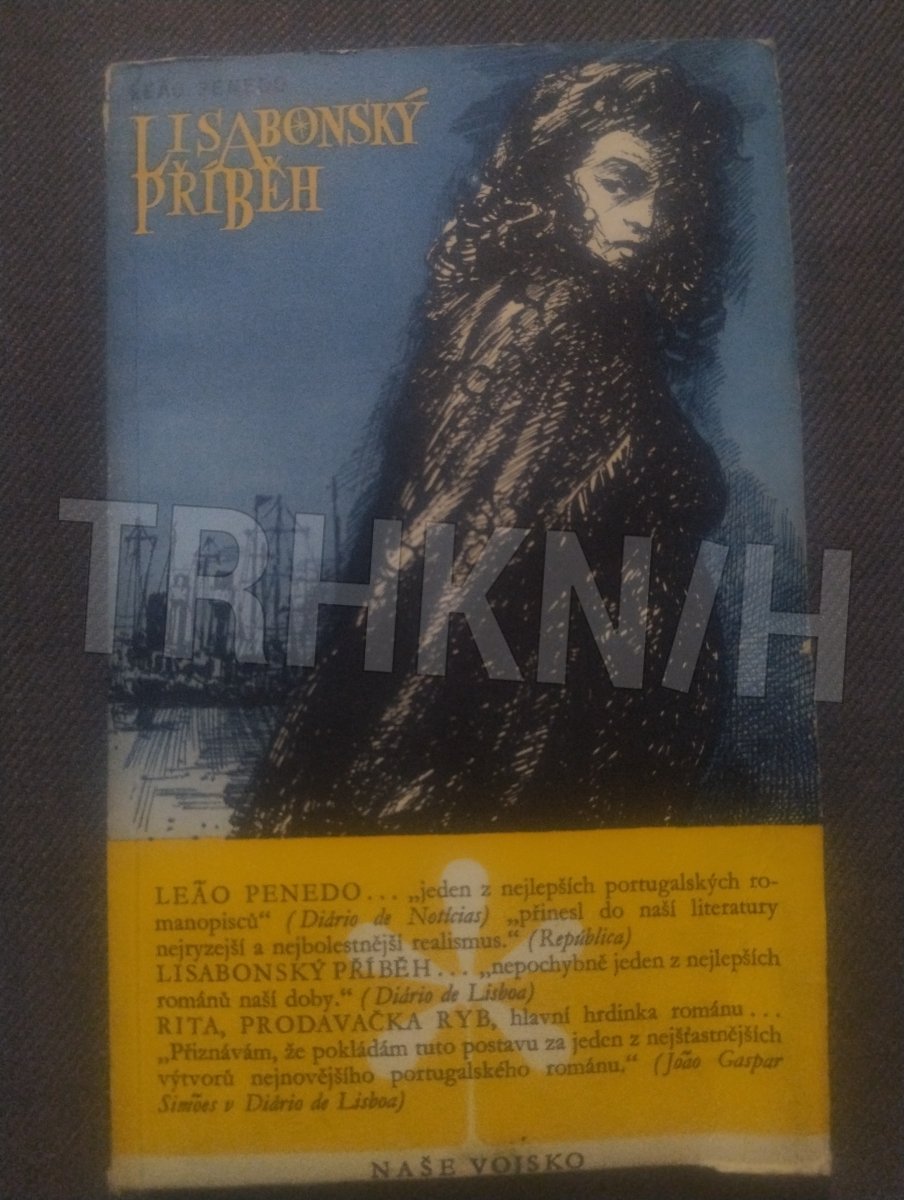 LEÃO PENEDO
LISABONSKÝ
PŘÍBĚH
TRHKNIH
LEÃO PENEDO... „jeden z nejlepších portugalských ro-
manopisců“ (Diário de Notícias) „přinesl do naší literatury
nejryzejší a nejbolestnější realismus.“ (República)
LISABONSKÝ PŘÍBĚH... „nepochybně jeden z nejlepších
románů naší doby.“ (Diário de Lisboa)
RITA, PRODAVAČKA RYB, hlavní hrdinka románu...
„Přiznávám, že pokládám tuto postavu za jeden z nejšťastnějších
výtvorů nejnovějšího portugalského románu.“ (João Gaspar
Simões v Diário de Lisboa)
NAŠE VOJSKO